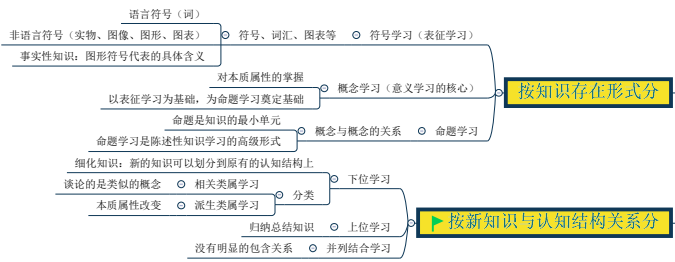 语言符号（词）
非语言符号（实物、图像、图形、图表）
符号、词汇、图表等
符号学习（表征学习）
事实性知识：图形符号代表的具体含义
对本质属性的掌握
概念学习（意义学习的核心）
按知识存在形式分
以表征学习为基础，为命题学习奠定基础
命题是知识的最小单元
概念与概念的关系
命题学习
命题学习是陈述性知识学习的高级形式
细化知识：新的知识可以划分到原有的认知结构上
下位学习
谈论的是类似的概念
相关类属学习
分类
本质属性改变
派生类属学习
按新知识与认知结构关系分
归纳总结知识
上位学习
没有明显的包含关系
并列结合学习